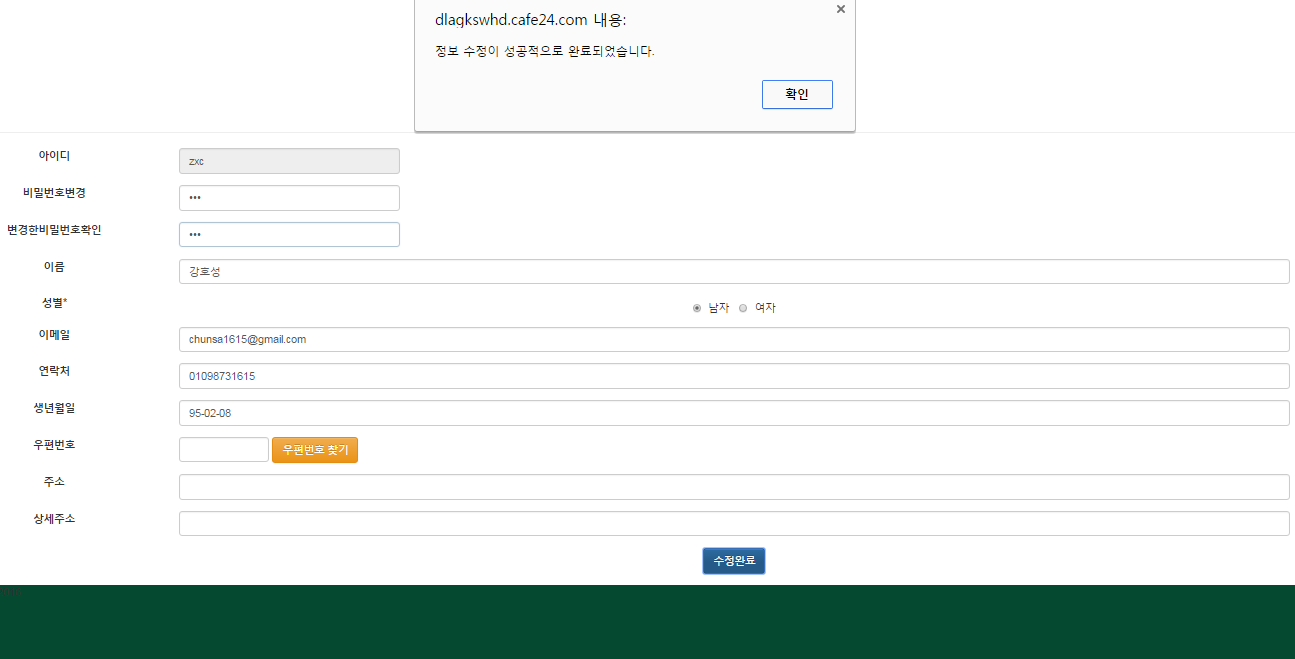 dlagkswhd.cafe24.com 내용:
정보 수정이 성공적으로 완료되었습니다.
확인
아이디 zxc
비밀번호변경 •••
변경한비밀번호확인 •••
이름 강호성
성별* 남자 여자
이메일 chunsa1615@gmail.com
연락처 01098731615
생년월일 95-02-08
우편번호 우편번호 찾기
주소
상세주소
수정완료